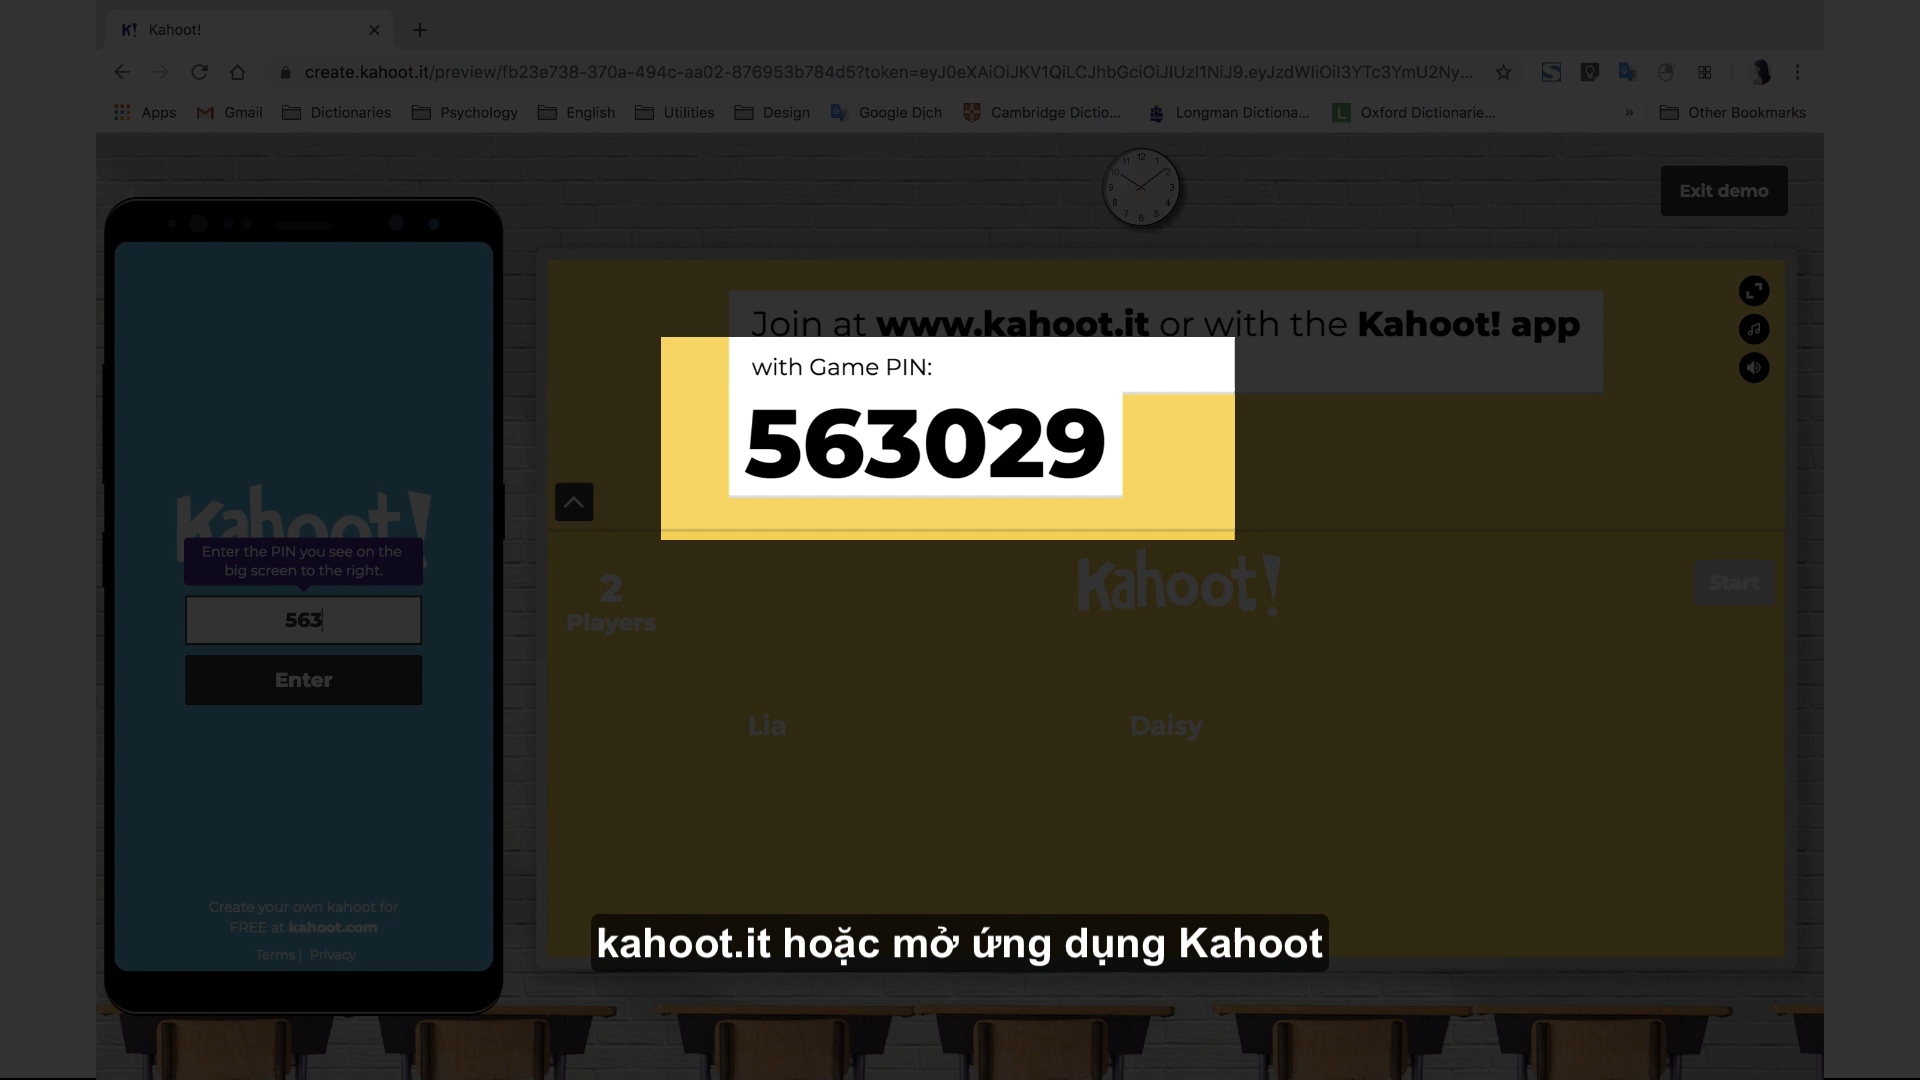 Kahoot!
create.kahoot.it/preview/fb23e738-370a-494c-aa02-876953b784d5?token=eyJ0eXAiOiJKV1QiLCJhbGciOiJIUzI1NiJ9.eyJzdWIiOiI3YTc3YmU2Ny...
Apps Gmail Dictionaries Psychology English Utilities Design Google Dịch Cambridge Dictio... Longman Dictiona... Oxford Dictionarie... » Other Bookmarks
Exit demo
Join at www.kahoot.it or with the Kahoot! app
with Game PIN:
563029
Kahoot!
Enter the PIN you see on the
big screen to the right.
563
Enter
Create your own kahoot for
FREE at kahoot.com
Terms | Privacy
2
Players
Kahoot!
Start
Lia Daisy
kahoot.it hoặc mở ứng dụng Kahoot